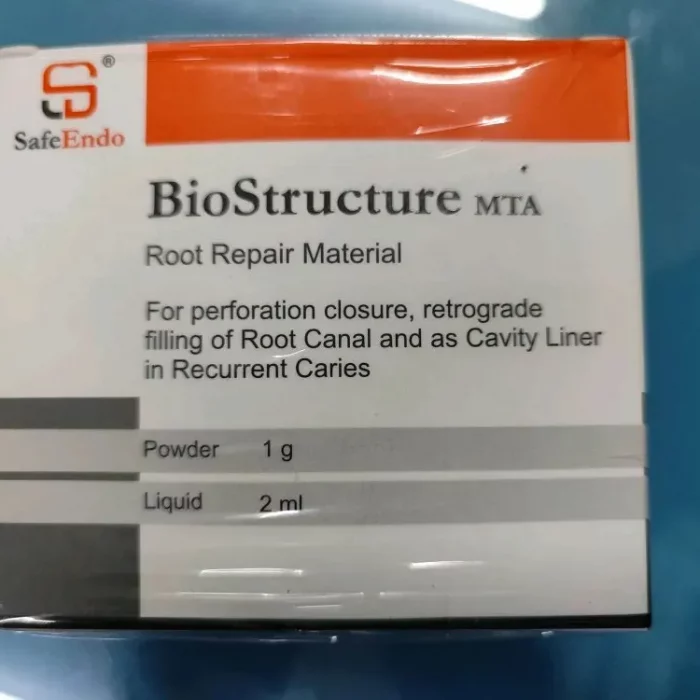 ®
SafeEndo
BioStructure MTA
Root Repair Material
For perforation closure, retrograde
filling of Root Canal and as Cavity Liner
in Recurrent Caries
Powder 1 g
Liquid 2 ml